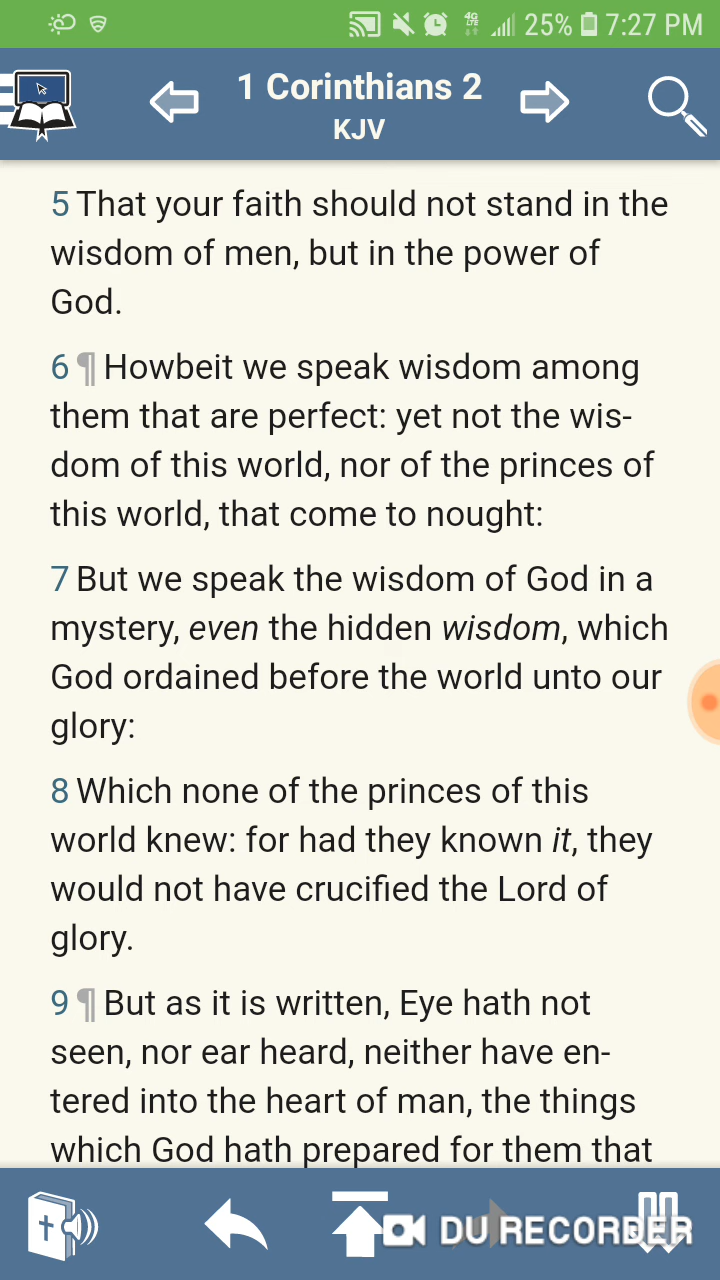 4G LTE 25% 7:27 PM
1 Corinthians 2
KJV
5 That your faith should not stand in the
wisdom of men, but in the power of
God.
6 ¶ Howbeit we speak wisdom among
them that are perfect: yet not the wis-
dom of this world, nor of the princes of
this world, that come to nought:
7 But we speak the wisdom of God in a
mystery, even the hidden wisdom, which
God ordained before the world unto our
glory:
8 Which none of the princes of this
world knew: for had they known it, they
would not have crucified the Lord of
glory.
9 ¶ But as it is written, Eye hath not
seen, nor ear heard, neither have en-
tered into the heart of man, the things
which God hath prepared for them that
DU RECORDER